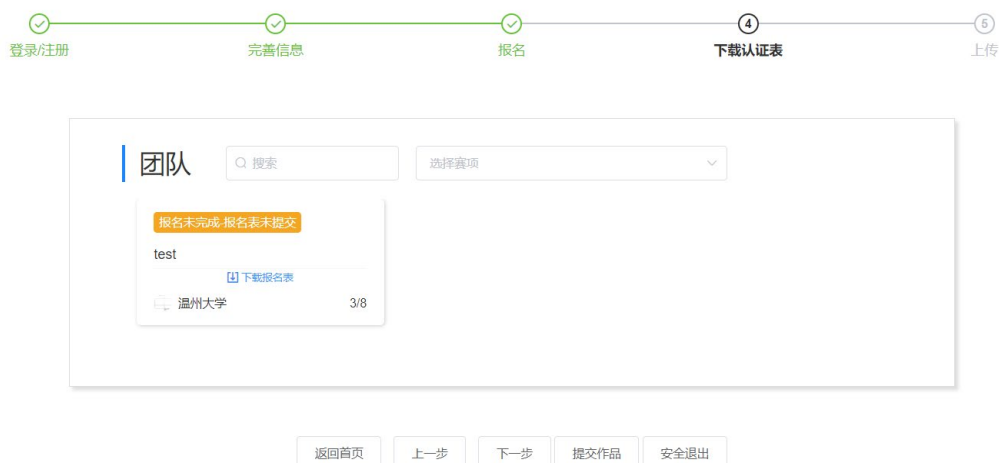 4 5
登录/注册 完善信息 报名 下载认证表 上传
团队 搜索 选择赛项
报名未完成-报名表未提交
test
下载报名表
温州大学 3/8
返回首页 上一步 下一步 提交作品 安全退出